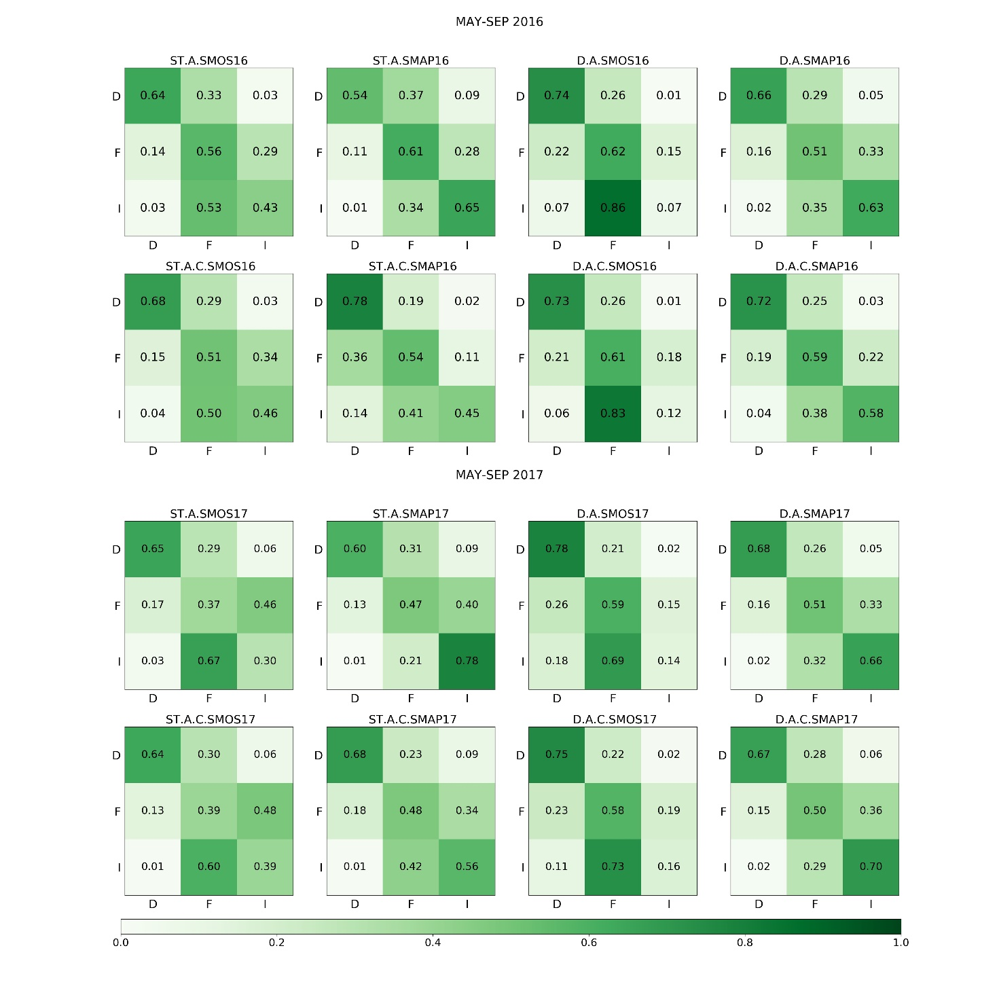 MAY-SEP 2016
ST.A.SMOS16 ST.A.SMAP16 D.A.SMOS16 D.A.SMAP16
D 0.64 0.33 0.03 D 0.54 0.37 0.09 D 0.74 0.26 0.01 D 0.66 0.29 0.05
F 0.14 0.56 0.29 F 0.11 0.61 0.28 F 0.22 0.62 0.15 F 0.16 0.51 0.33
I 0.03 0.53 0.43 I 0.01 0.34 0.65 I 0.07 0.86 0.07 I 0.02 0.35 0.63
D F I D F I D F I D F I
ST.A.C.SMOS16 ST.A.C.SMAP16 D.A.C.SMOS16 D.A.C.SMAP16
D 0.68 0.29 0.03 D 0.78 0.19 0.02 D 0.73 0.26 0.01 D 0.72 0.25 0.03
F 0.15 0.51 0.34 F 0.36 0.54 0.11 F 0.21 0.61 0.18 F 0.19 0.59 0.22
I 0.04 0.50 0.46 I 0.14 0.41 0.45 I 0.06 0.83 0.12 I 0.04 0.38 0.58
D F I D F I D F I D F I
MAY-SEP 2017
ST.A.SMOS17 ST.A.SMAP17 D.A.SMOS17 D.A.SMAP17
D 0.65 0.29 0.06 D 0.60 0.31 0.09 D 0.78 0.21 0.02 D 0.68 0.26 0.05
F 0.17 0.37 0.46 F 0.13 0.47 0.40 F 0.26 0.59 0.15 F 0.16 0.51 0.33
I 0.03 0.67 0.30 I 0.01 0.21 0.78 I 0.18 0.69 0.14 I 0.02 0.32 0.66
D F I D F I D F I D F I
ST.A.C.SMOS17 ST.A.C.SMAP17 D.A.C.SMOS17 D.A.C.SMAP17
D 0.64 0.30 0.06 D 0.68 0.23 0.09 D 0.75 0.22 0.02 D 0.67 0.28 0.06
F 0.13 0.39 0.48 F 0.18 0.48 0.34 F 0.23 0.58 0.19 F 0.15 0.50 0.36
I 0.01 0.60 0.39 I 0.01 0.42 0.56 I 0.11 0.73 0.16 I 0.02 0.29 0.70
D F I D F I D F I D F I
0.0 0.2 0.4 0.6 0.8 1.0